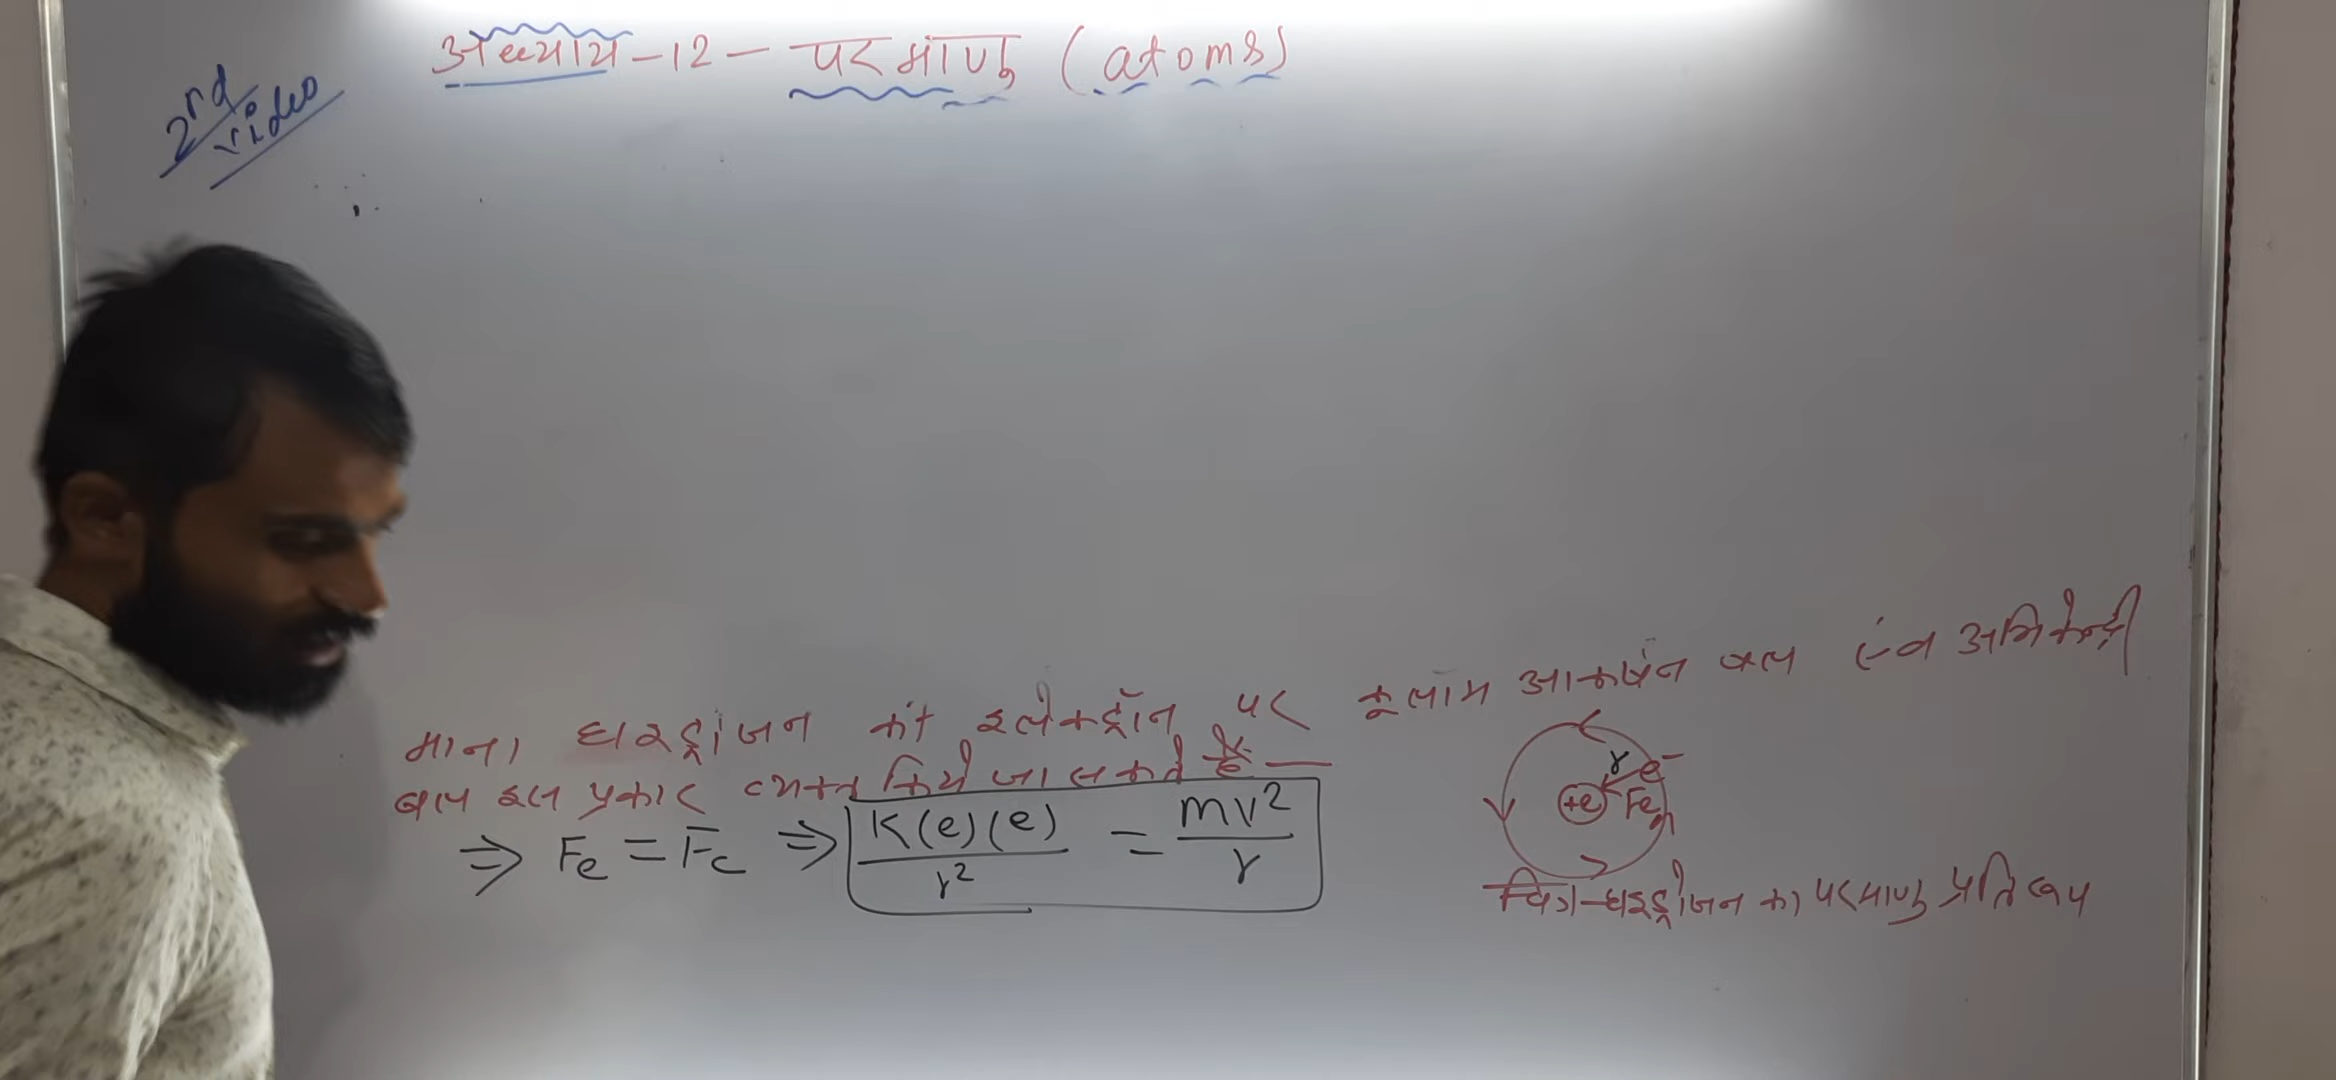 2nd video
अध्याय-12- परमाणु (atoms)
माना हाइड्रोजन के इलेक्ट्रॉन पर कूलॉम आकर्षण बल एवं अभिकेन्द्री
बल इस प्रकार व्यक्त किये जा सकते हैं—
⇒ Fe = Fc ⇒ K(e)(e)/r² = mv²/r
r e⁻
+e Fe
चित्र-हाइड्रोजन का परमाणु प्रतिरूप